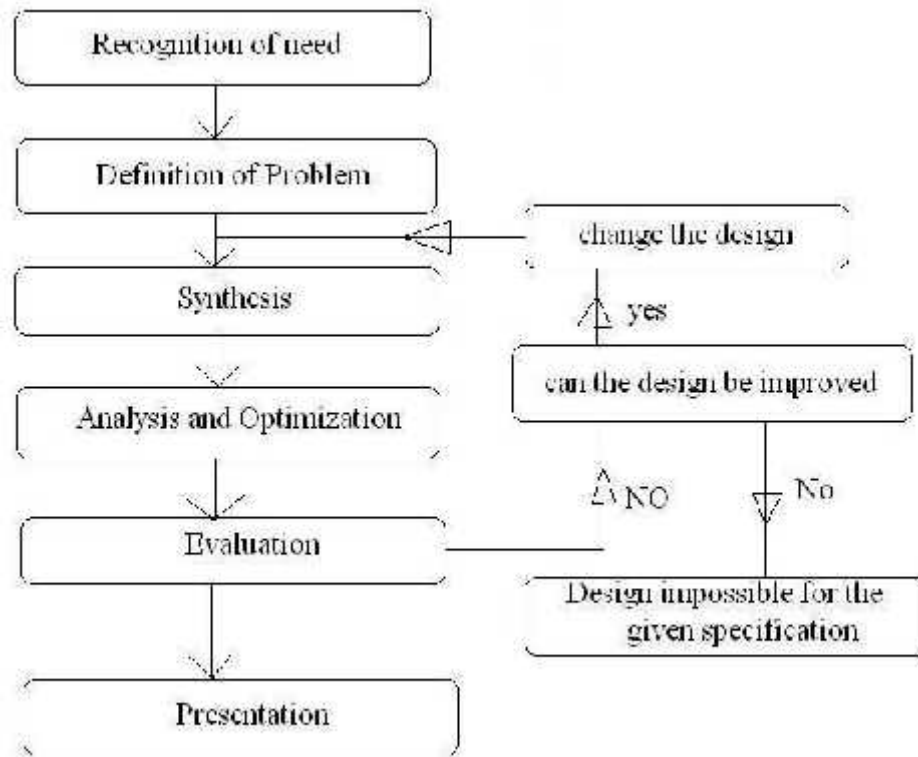 Recognition of need
Definition of Problem
change the design
Synthesis
yes
can the design be improved
Analysis and Optimization
NO
No
Evaluation
Design impossible for the
given specification
Presentation